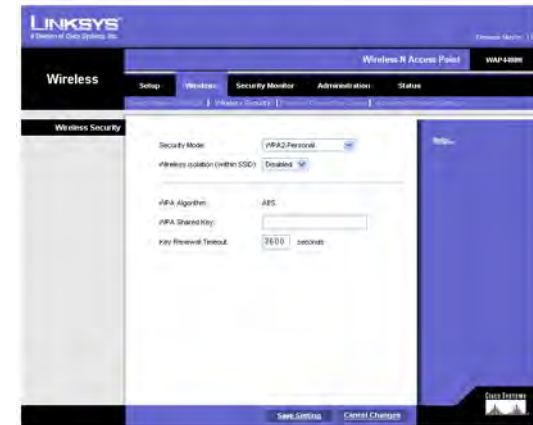 LINKSYS
A Division of Cisco Systems, Inc.
Wireless-N Access Point
Wireless
Setup Wireless Security Monitor Administration Status
Wireless Security
Wireless Security
Security Mode: WPA2-Personal
Wireless Isolation (within SSID): Disabled
WPA Algorithm: AES
WPA Shared Key:
Key Renewal Timeout: 3600 seconds
Help...
Save Setting Cancel Changes
Cisco Systems